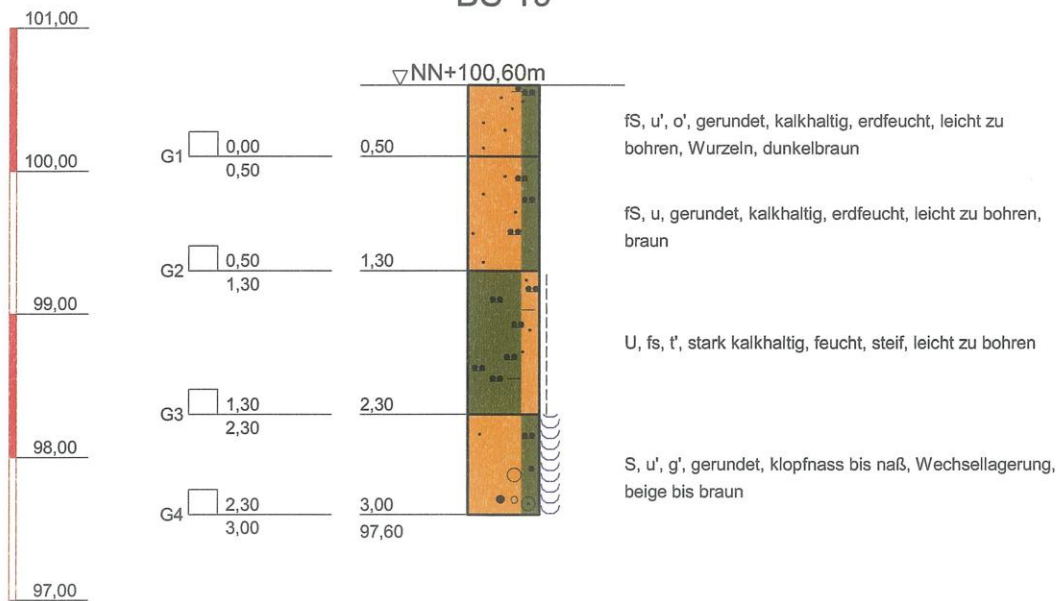 101,00
NN+100,60m
fS, u', o', gerundet, kalkhaltig, erdfeucht, leicht zu
bohren, Wurzeln, dunkelbraun
G1 0,00 0,50
0,50
100,00
fS, u, gerundet, kalkhaltig, erdfeucht, leicht zu bohren,
braun
G2 0,50 1,30
1,30
99,00
U, fs, t', stark kalkhaltig, feucht, steif, leicht zu bohren
G3 1,30 2,30
2,30
98,00
S, u', g', gerundet, klopfnass bis naß, Wechsellagerung,
beige bis braun
G4 2,30 3,00
3,00 97,60
97,00